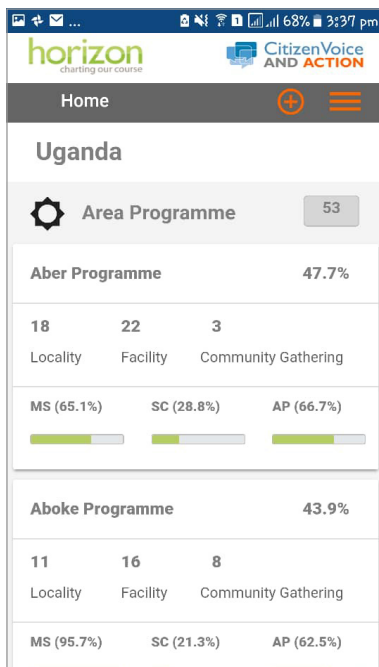 ... 68% 3:37 pm
horizon
charting our course
CitizenVoice
AND ACTION
Home
Uganda
Area Programme 53
Aber Programme 47.7%
18 22 3
Locality Facility Community Gathering
MS (65.1%) SC (28.8%) AP (66.7%)
Aboke Programme 43.9%
11 16 8
Locality Facility Community Gathering
MS (95.7%) SC (21.3%) AP (62.5%)